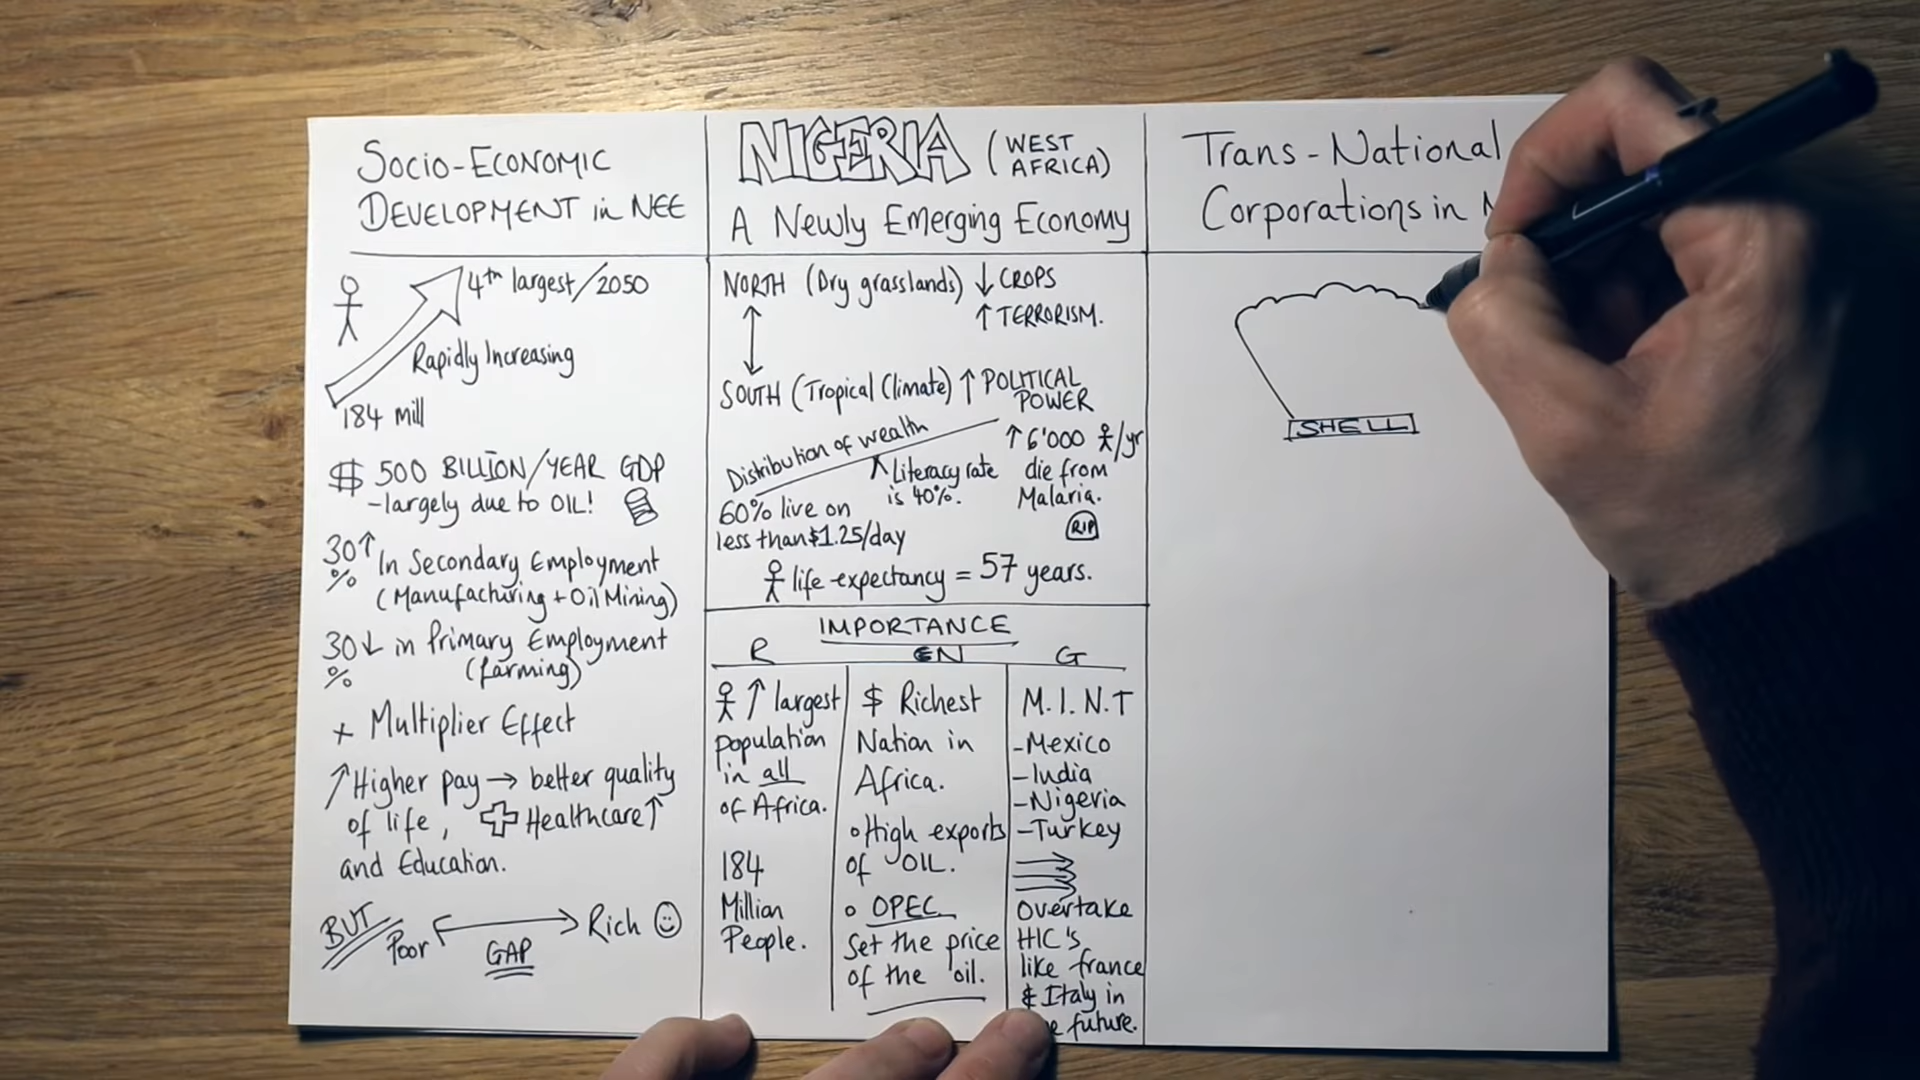 SOCIO-ECONOMIC
DEVELOPMENT in NEE
4th largest/2050
Rapidly Increasing
184 mill
$ 500 BILLION/YEAR GDP
-largely due to OIL!
30%↑ In Secondary Employment
(Manufacturing + Oil Mining)
30%↓ in Primary Employment
(farming)
+ Multiplier Effect
↑Higher pay → better quality
of life, Healthcare↑
and Education.
BUT
Poor
Rich
GAP
NIGERIA (WEST
AFRICA)
A Newly Emerging Economy
NORTH (Dry grasslands) ↓ CROPS
↑ TERRORISM.
SOUTH (Tropical Climate) ↑ POLITICAL
POWER
Distribution of wealth
Literacy rate
is 40%.
60% live on
less than $1.25/day
↑ 6'000 /yr
die from
Malaria.
RIP
life expectancy = 57 years.
IMPORTANCE
R
EN
G
↑ largest
population
in all
of Africa.
184
Million
People.
$ Richest
Nation in
Africa.
• High exports
of OIL.
• OPEC
Set the price
of the oil.
M.I.N.T
-Mexico
-India
-Nigeria
-Turkey
Overtake
HIC's
like france
& Italy in
future.
Trans-National
Corporations in
SHELL